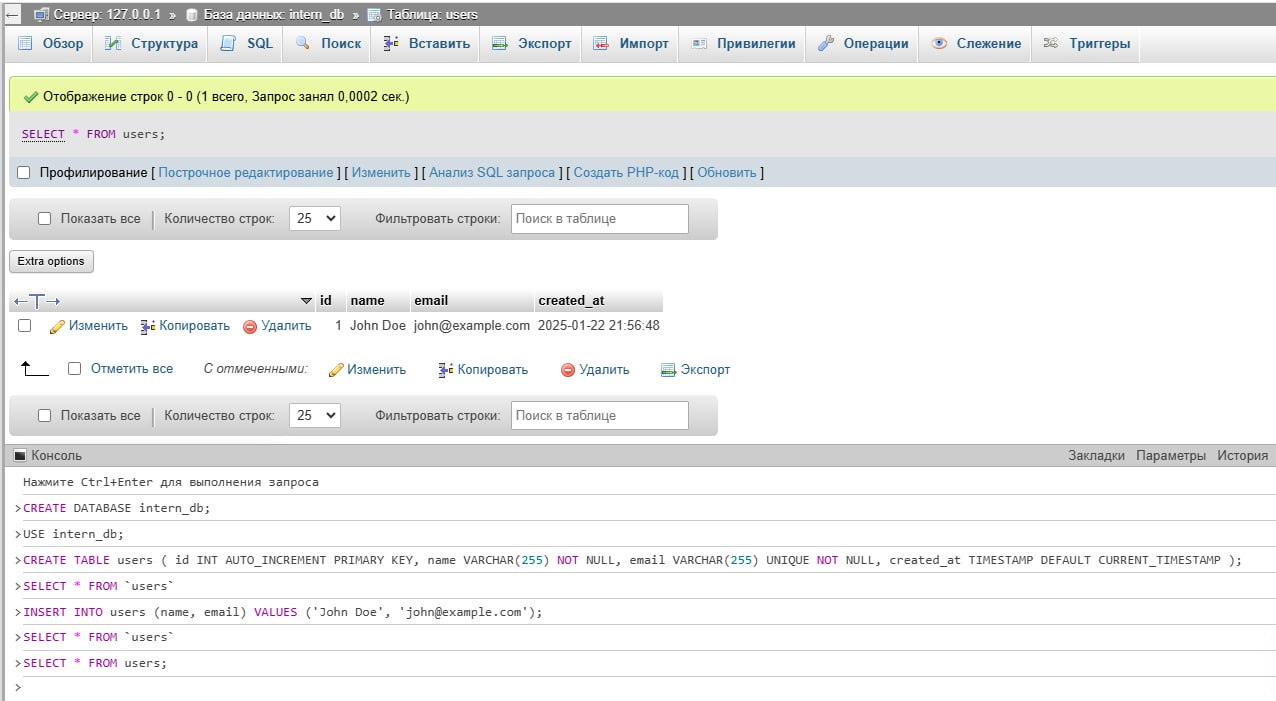 Сервер: 127.0.0.1 » База данных: intern_db » Таблица: users
Обзор Структура SQL Поиск Вставить Экспорт Импорт Привилегии Операции Слежение Триггеры
Отображение строк 0 - 0 (1 всего, Запрос занял 0,0002 сек.)
SELECT * FROM users;
Профилирование [ Построчное редактирование ] [ Изменить ] [ Анализ SQL запроса ] [ Создать PHP-код ] [ Обновить ]
Показать все Количество строк: 25 Фильтровать строки: Поиск в таблице
Extra options
id name email created_at
Изменить Копировать Удалить 1 John Doe john@example.com 2025-01-22 21:56:48
Отметить все С отмеченными: Изменить Копировать Удалить Экспорт
Показать все Количество строк: 25 Фильтровать строки: Поиск в таблице
Консоль Закладки Параметры История
Нажмите Ctrl+Enter для выполнения запроса
>CREATE DATABASE intern_db;
>USE intern_db;
>CREATE TABLE users ( id INT AUTO_INCREMENT PRIMARY KEY, name VARCHAR(255) NOT NULL, email VARCHAR(255) UNIQUE NOT NULL, created_at TIMESTAMP DEFAULT CURRENT_TIMESTAMP );
>SELECT * FROM `users`
>INSERT INTO users (name, email) VALUES ('John Doe', 'john@example.com');
>SELECT * FROM `users`
>SELECT * FROM users;
>